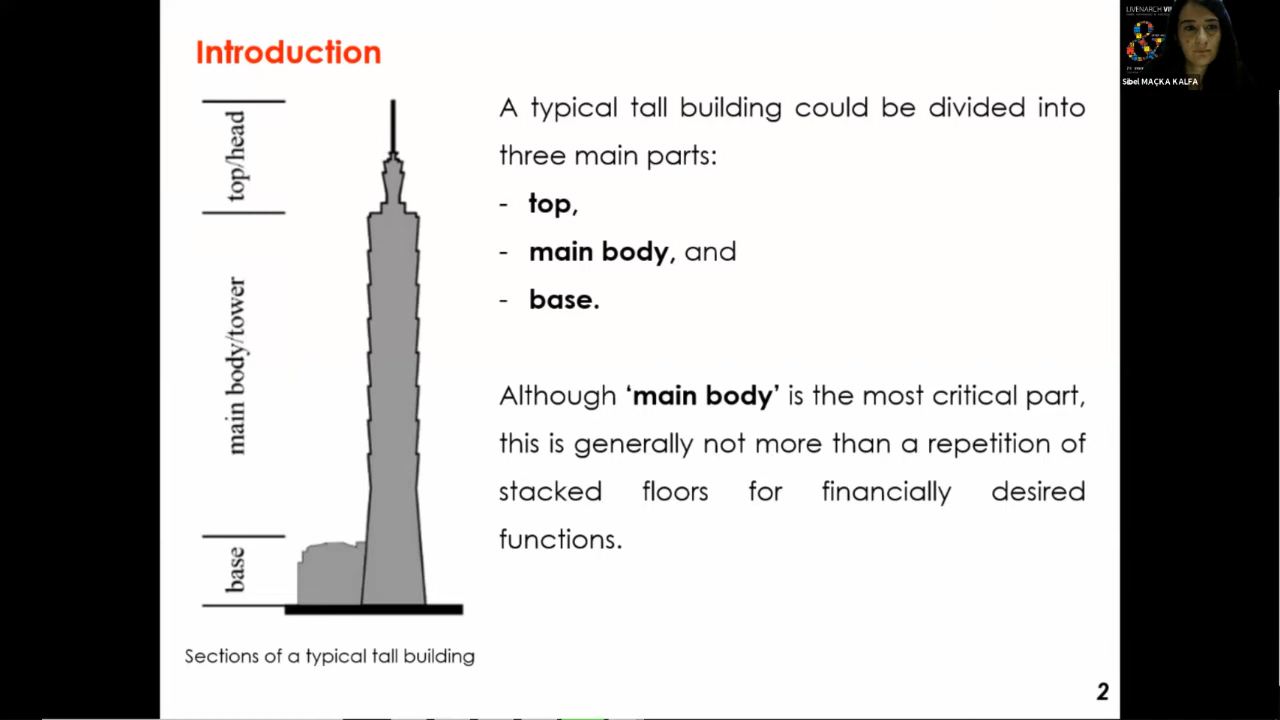 Introduction
top/head
main body/tower
base
Sections of a typical tall building
A typical tall building could be divided into
three main parts:
- top,
- main body, and
- base.
Although ‘main body’ is the most critical part,
this is generally not more than a repetition of
stacked floors for financially desired
functions.
2
LIVENARCH VII
&
Sibel MAÇKA KALFA